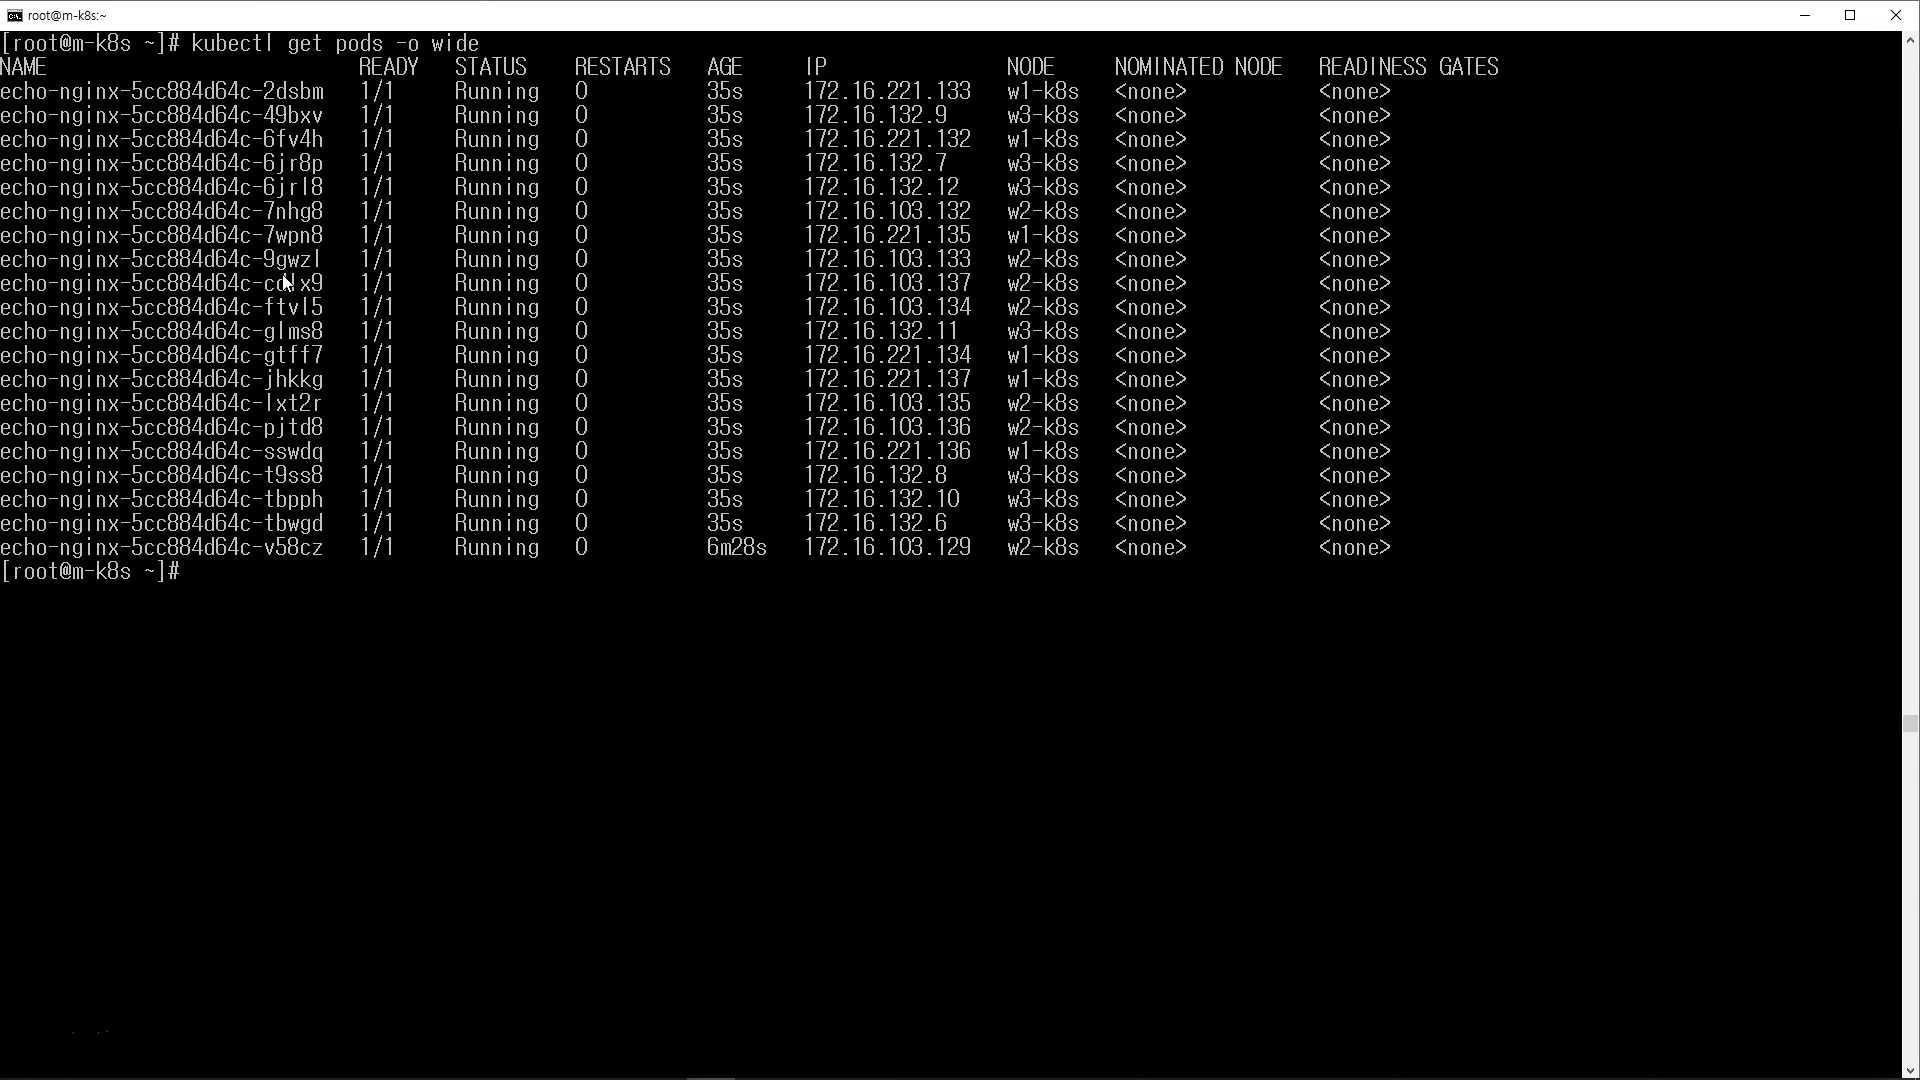 root@m-k8s:~
[root@m-k8s ~]# kubectl get pods -o wide
NAME READY STATUS RESTARTS AGE IP NODE NOMINATED NODE READINESS GATES
echo-nginx-5cc884d64c-2dsbm 1/1 Running 0 35s 172.16.221.133 w1-k8s <none> <none>
echo-nginx-5cc884d64c-49bxv 1/1 Running 0 35s 172.16.132.9 w3-k8s <none> <none>
echo-nginx-5cc884d64c-6fv4h 1/1 Running 0 35s 172.16.221.132 w1-k8s <none> <none>
echo-nginx-5cc884d64c-6jr8p 1/1 Running 0 35s 172.16.132.7 w3-k8s <none> <none>
echo-nginx-5cc884d64c-6jrl8 1/1 Running 0 35s 172.16.132.12 w3-k8s <none> <none>
echo-nginx-5cc884d64c-7nhg8 1/1 Running 0 35s 172.16.103.132 w2-k8s <none> <none>
echo-nginx-5cc884d64c-7wpn8 1/1 Running 0 35s 172.16.221.135 w1-k8s <none> <none>
echo-nginx-5cc884d64c-9gwzl 1/1 Running 0 35s 172.16.103.133 w2-k8s <none> <none>
1/1 Running 0 35s 172.16.103.137 w2-k8s <none> <none>
echo-nginx-5cc884d64c-ftvl5 1/1 Running 0 35s 172.16.103.134 w2-k8s <none> <none>
echo-nginx-5cc884d64c-glms8 1/1 Running 0 35s 172.16.132.11 w3-k8s <none> <none>
echo-nginx-5cc884d64c-gtff7 1/1 Running 0 35s 172.16.221.134 w1-k8s <none> <none>
echo-nginx-5cc884d64c-jhkkg 1/1 Running 0 35s 172.16.221.137 w1-k8s <none> <none>
echo-nginx-5cc884d64c-lxt2r 1/1 Running 0 35s 172.16.103.135 w2-k8s <none> <none>
echo-nginx-5cc884d64c-pjtd8 1/1 Running 0 35s 172.16.103.136 w2-k8s <none> <none>
echo-nginx-5cc884d64c-sswdq 1/1 Running 0 35s 172.16.221.136 w1-k8s <none> <none>
echo-nginx-5cc884d64c-t9ss8 1/1 Running 0 35s 172.16.132.8 w3-k8s <none> <none>
echo-nginx-5cc884d64c-tbpph 1/1 Running 0 35s 172.16.132.10 w3-k8s <none> <none>
echo-nginx-5cc884d64c-tbwgd 1/1 Running 0 35s 172.16.132.6 w3-k8s <none> <none>
echo-nginx-5cc884d64c-v58cz 1/1 Running 0 6m28s 172.16.103.129 w2-k8s <none> <none>
[root@m-k8s ~]#